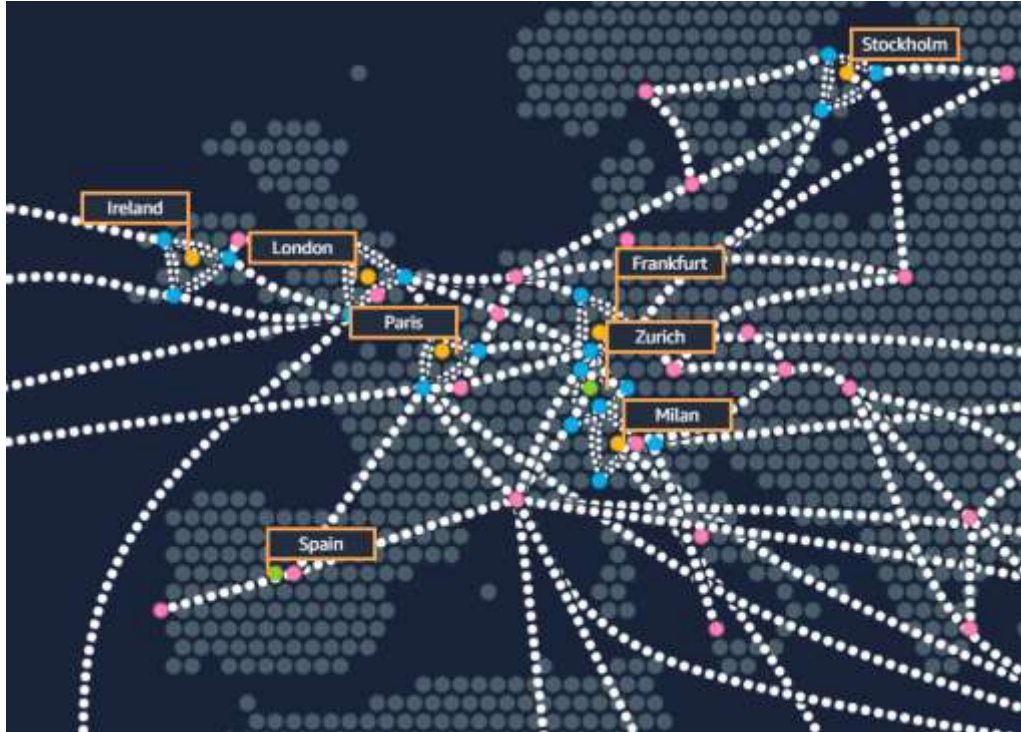 Stockholm
Ireland
London
Frankfurt
Paris
Zurich
Milan
Spain